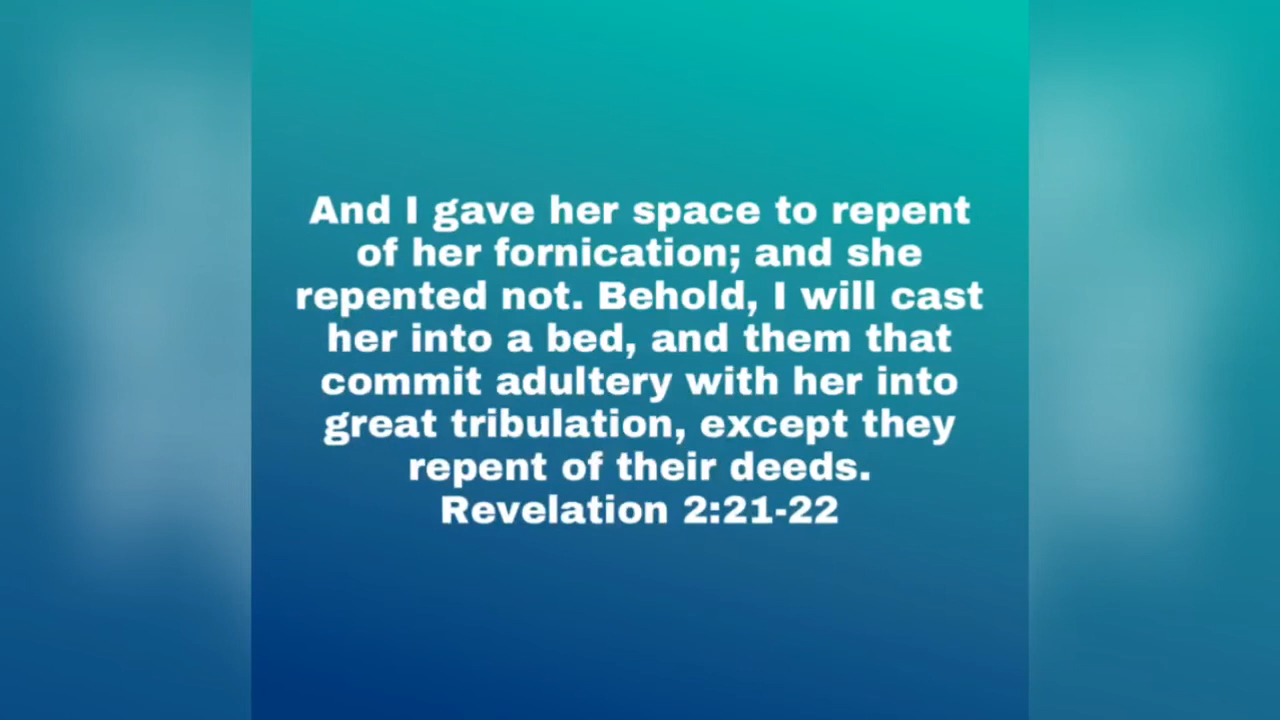 And I gave her space to repent
of her fornication; and she
repented not. Behold, I will cast
her into a bed, and them that
commit adultery with her into
great tribulation, except they
repent of their deeds.
Revelation 2:21-22